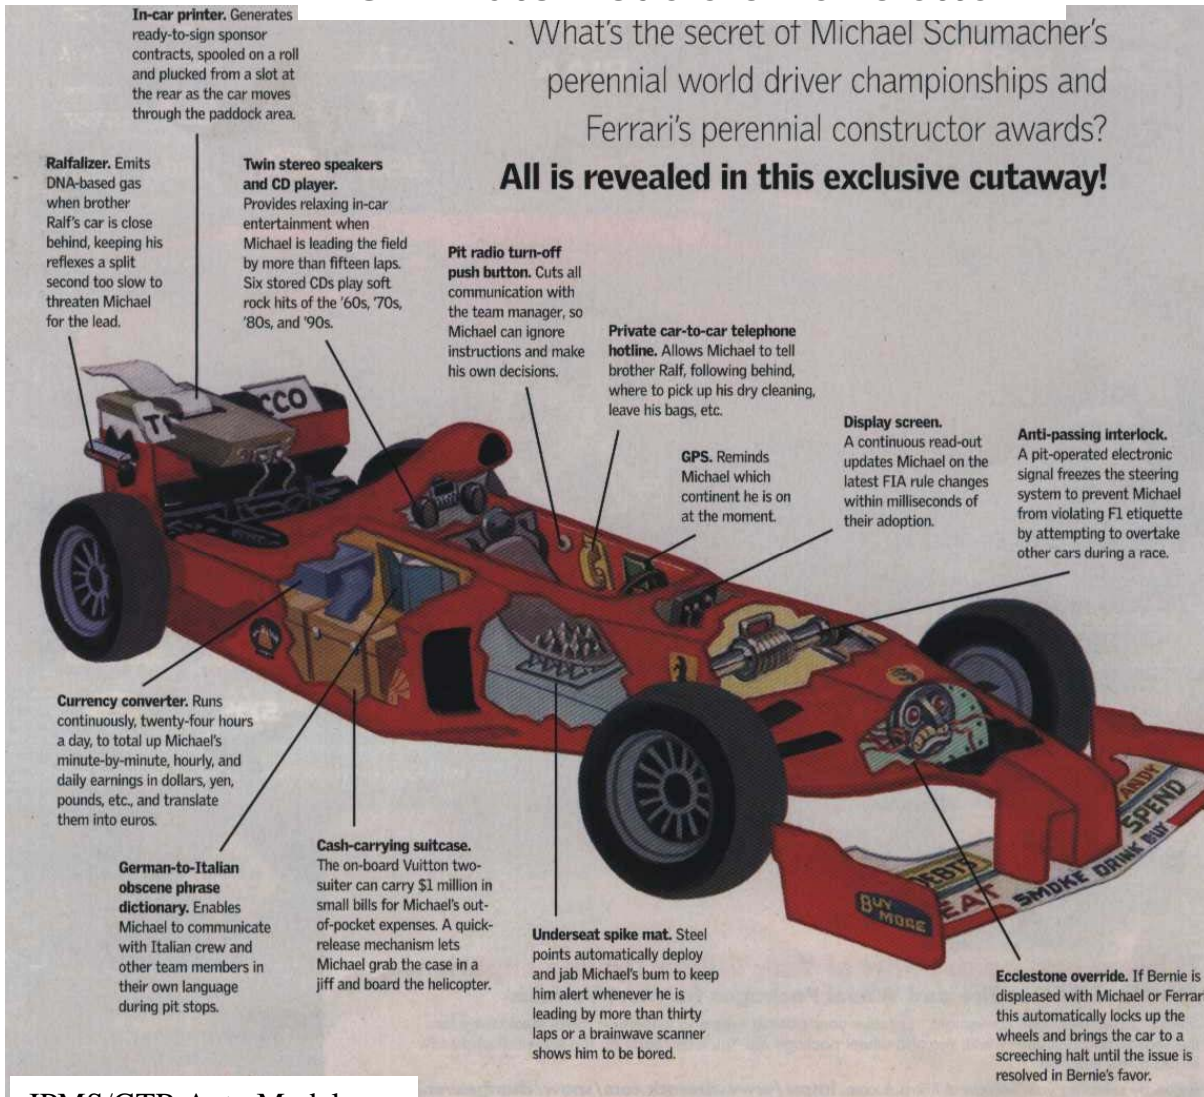 What's the secret of Michael Schumacher's
perennial world driver championships and
Ferrari's perennial constructor awards?
All is revealed in this exclusive cutaway!
In-car printer. Generates
ready-to-sign sponsor
contracts, spooled on a roll
and plucked from a slot at
the rear as the car moves
through the paddock area.
Ralfalizer. Emits
DNA-based gas
when brother
Ralf's car is close
behind, keeping his
reflexes a split
second too slow to
threaten Michael
for the lead.
Twin stereo speakers
and CD player.
Provides relaxing in-car
entertainment when
Michael is leading the field
by more than fifteen laps.
Six stored CDs play soft
rock hits of the '60s, '70s,
'80s, and '90s.
Pit radio turn-off
push button. Cuts all
communication with
the team manager, so
Michael can ignore
instructions and make
his own decisions.
Private car-to-car telephone
hotline. Allows Michael to tell
brother Ralf, following behind,
where to pick up his dry cleaning,
leave his bags, etc.
GPS. Reminds
Michael which
continent he is on
at the moment.
Display screen.
A continuous read-out
updates Michael on the
latest FIA rule changes
within milliseconds of
their adoption.
Anti-passing interlock.
A pit-operated electronic
signal freezes the steering
system to prevent Michael
from violating F1 etiquette
by attempting to overtake
other cars during a race.
CCO
Currency converter. Runs
continuously, twenty-four hours
a day, to total up Michael's
minute-by-minute, hourly, and
daily earnings in dollars, yen,
pounds, etc., and translate
them into euros.
German-to-Italian
obscene phrase
dictionary. Enables
Michael to communicate
with Italian crew and
other team members in
their own language
during pit stops.
Cash-carrying suitcase.
The on-board Vuitton two-
suiter can carry $1 million in
small bills for Michael's out-
of-pocket expenses. A quick-
release mechanism lets
Michael grab the case in a
jiff and board the helicopter.
Underseat spike mat. Steel
points automatically deploy
and jab Michael's bum to keep
him alert whenever he is
leading by more than thirty
laps or a brainwave scanner
shows him to be bored.
BUY
MORE
DEBTS
EAT
SMOKE DRINK BUY
SPEND
ANDY
Ecclestone override. If Bernie is
displeased with Michael or Ferrari
this automatically locks up the
wheels and brings the car to a
screeching halt until the issue is
resolved in Bernie's favor.